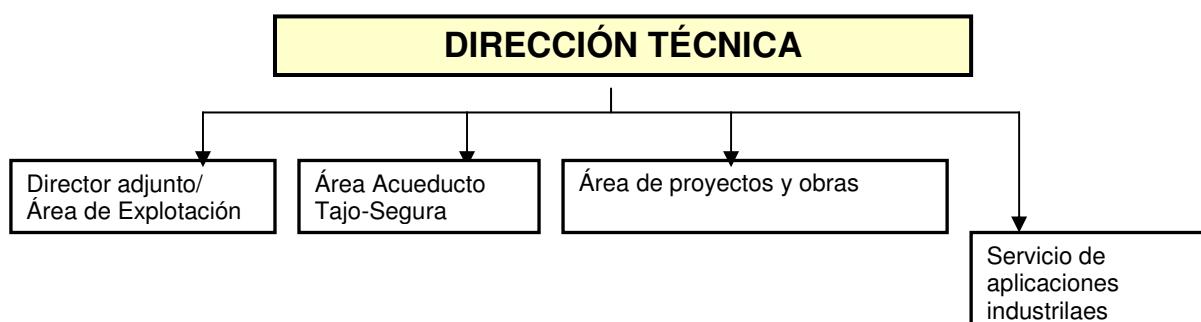 DIRECCIÓN TÉCNICA
Director adjunto/
Área de Explotación
Área Acueducto
Tajo-Segura
Área de proyectos y obras
Servicio de
aplicaciones
industrilaes